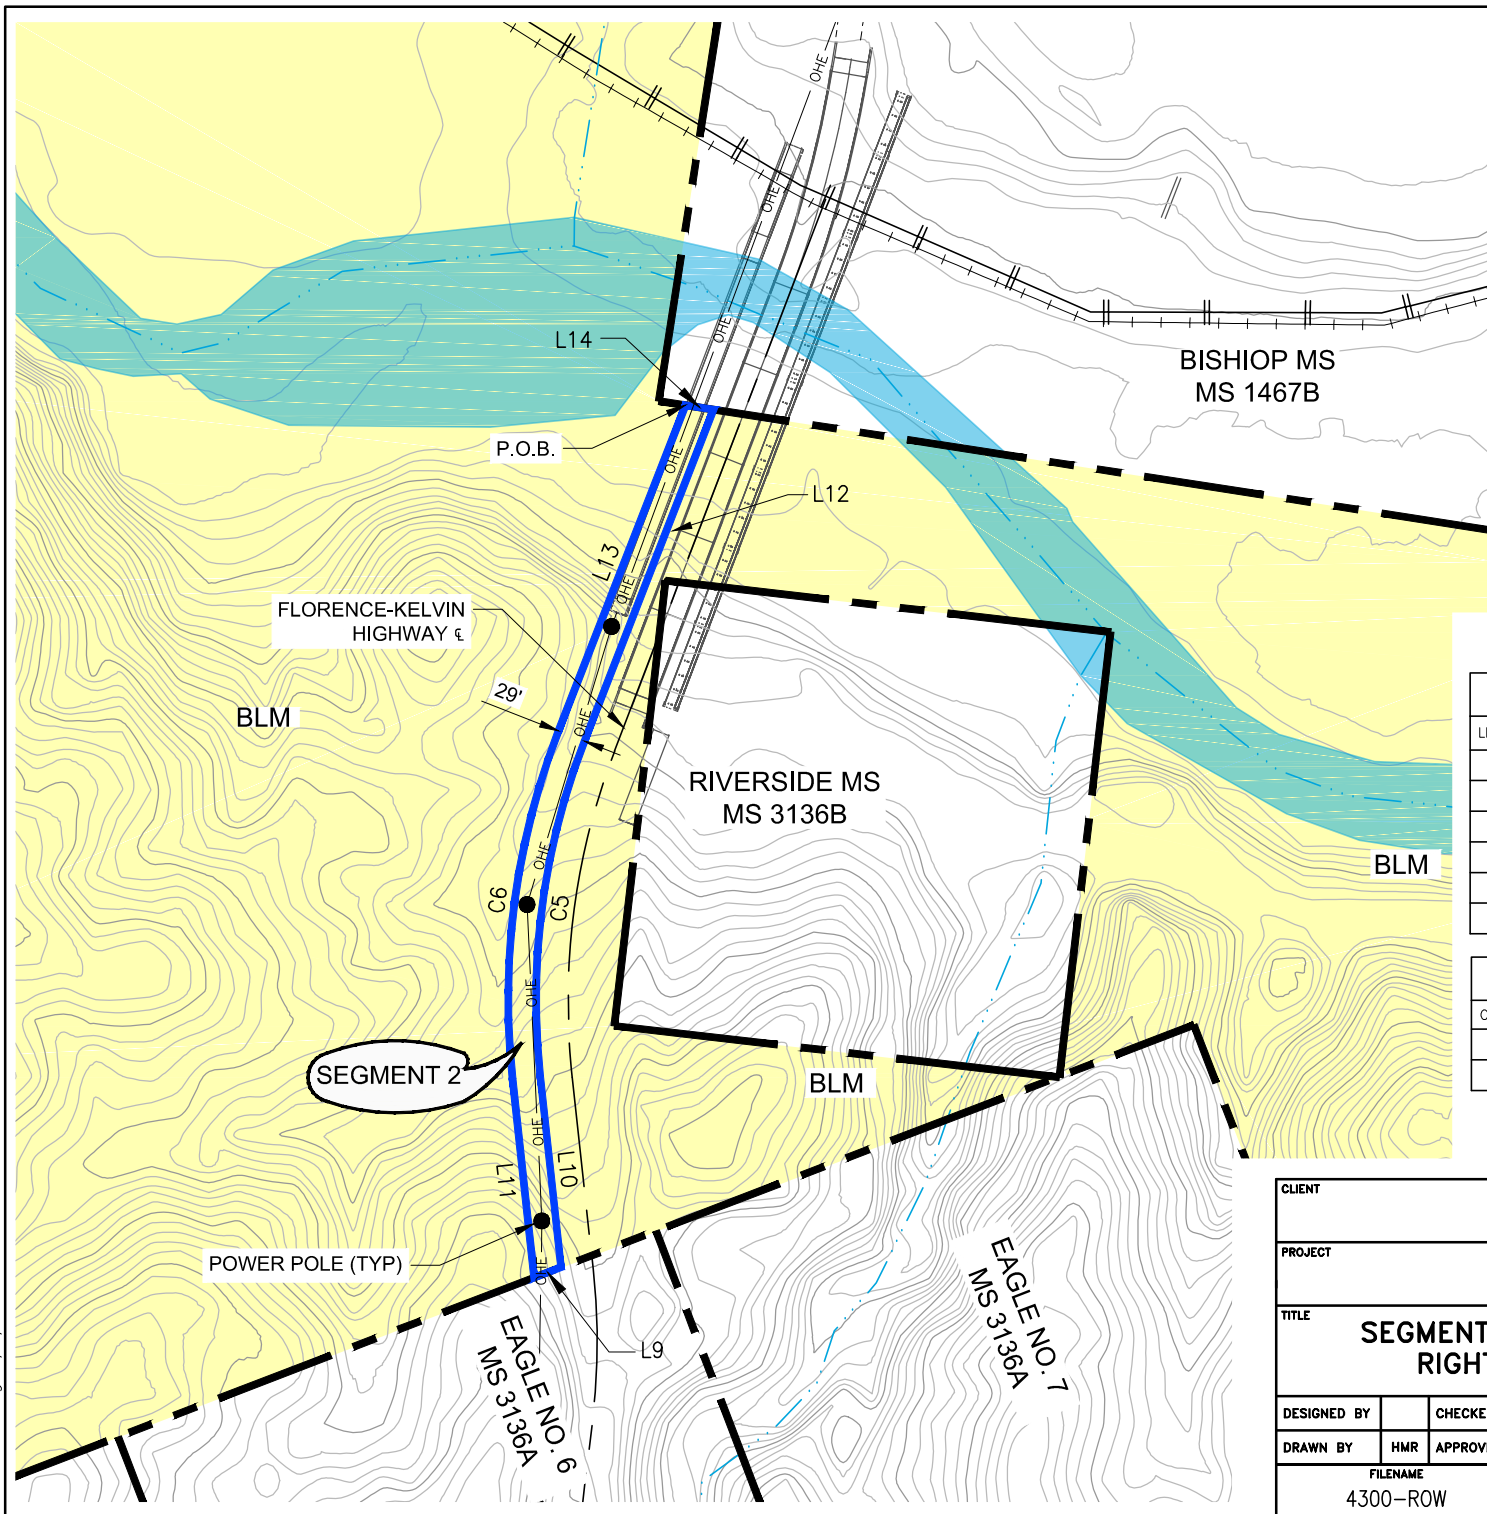 OHE
OHE
OHE
L14
BISHIOP MS
MS 1467B
P.O.B.
OHE
L12
L13
OHE
FLORENCE-KELVIN
HIGHWAY ℄
29'
OHE
BLM
RIVERSIDE MS
MS 3136B
OHE
BLM
C6
C5
OHE
SEGMENT 2
BLM
OHE
L11
L10
POWER POLE (TYP)
OHE
L9
EAGLE NO. 6
MS 3136A
EAGLE NO. 7
MS 3136A
CLIENT
PROJECT
TITLE
SEGMENT
RIGHT
DESIGNED BY
CHECKE
DRAWN BY
HMR
APPROV
FILENAME
4300-ROW